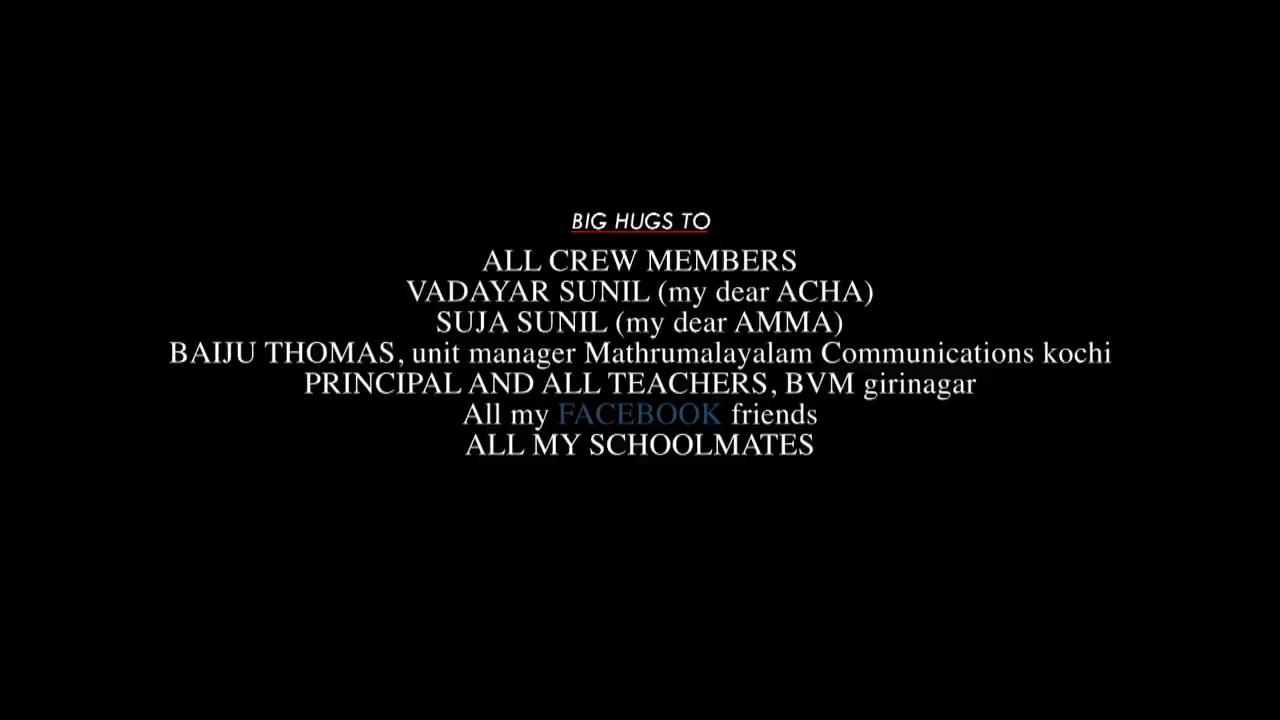 BIG HUGS TO
ALL CREW MEMBERS
VADAYAR SUNIL (my dear ACHA)
SUJA SUNIL (my dear AMMA)
BAIJU THOMAS, unit manager Mathrumalayalam Communications kochi
PRINCIPAL AND ALL TEACHERS, BVM girinagar
All my FACEBOOK friends
ALL MY SCHOOLMATES